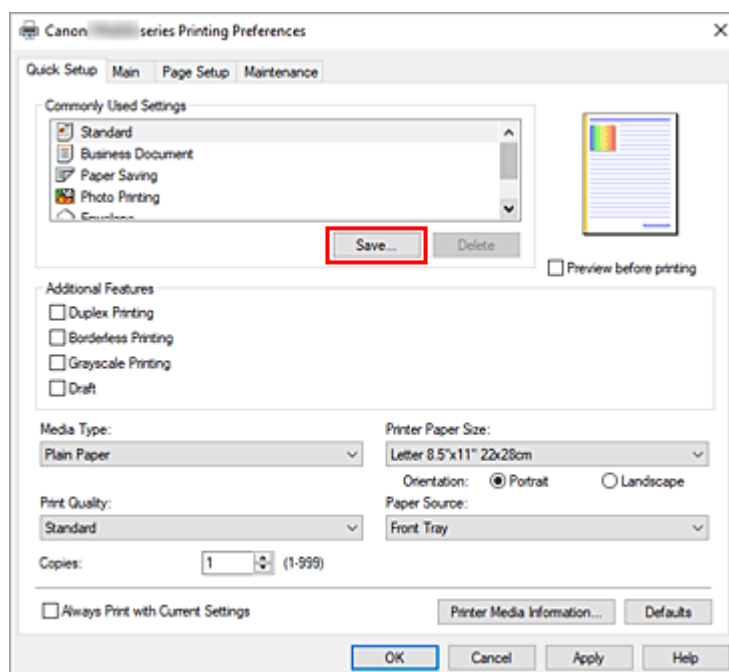 Canon series Printing Preferences
Quick Setup Main Page Setup Maintenance
Commonly Used Settings
Standard
Business Document
Paper Saving
Photo Printing
Envelope
Save... Delete
Preview before printing
Additional Features
Duplex Printing
Borderless Printing
Grayscale Printing
Draft
Media Type: Printer Paper Size:
Plain Paper Letter 8.5"x11" 22x28cm
Orientation: Portrait Landscape
Print Quality: Paper Source:
Standard Front Tray
Copies: 1 (1-999)
Always Print with Current Settings Printer Media Information... Defaults
OK Cancel Apply Help